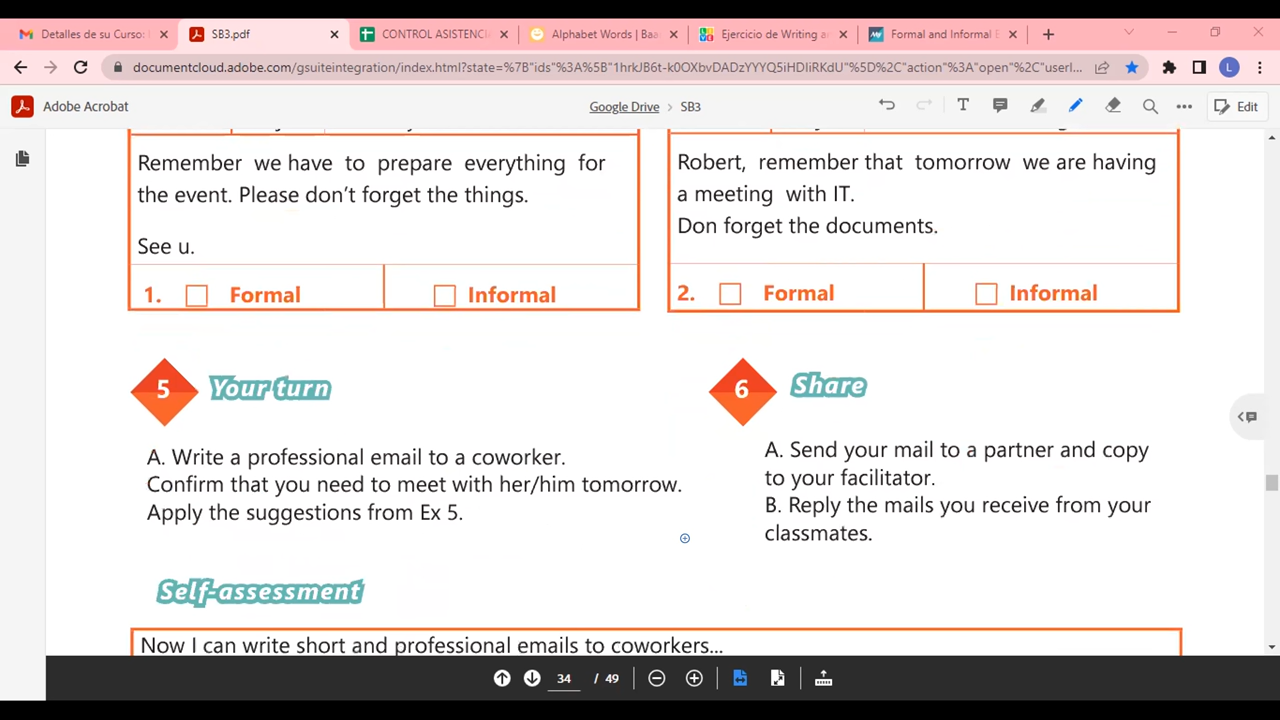 Detalles de su Curso:
SB3.pdf
CONTROL ASISTENCI
Alphabet Words | Baa
Ejercicio de Writing a
Formal and Informal E
documentcloud.adobe.com/gsuiteintegration/index.html?state=%7B"ids"%3A%5B"1hrkJB6t-k0OXbvDADzYYYQ5iHDIiRKdU"%5D%2C"action"%3A"open"%2C"userI...
L
Adobe Acrobat
Google Drive
SB3
Edit
Remember we have to prepare everything for
the event. Please don't forget the things.
See u.
1. Formal Informal
Robert, remember that tomorrow we are having
a meeting with IT.
Don forget the documents.
2. Formal Informal
5 Your turn
A. Write a professional email to a coworker.
Confirm that you need to meet with her/him tomorrow.
Apply the suggestions from Ex 5.
6 Share
A. Send your mail to a partner and copy
to your facilitator.
B. Reply the mails you receive from your
classmates.
Self-assessment
Now I can write short and professional emails to coworkers...
34 / 49